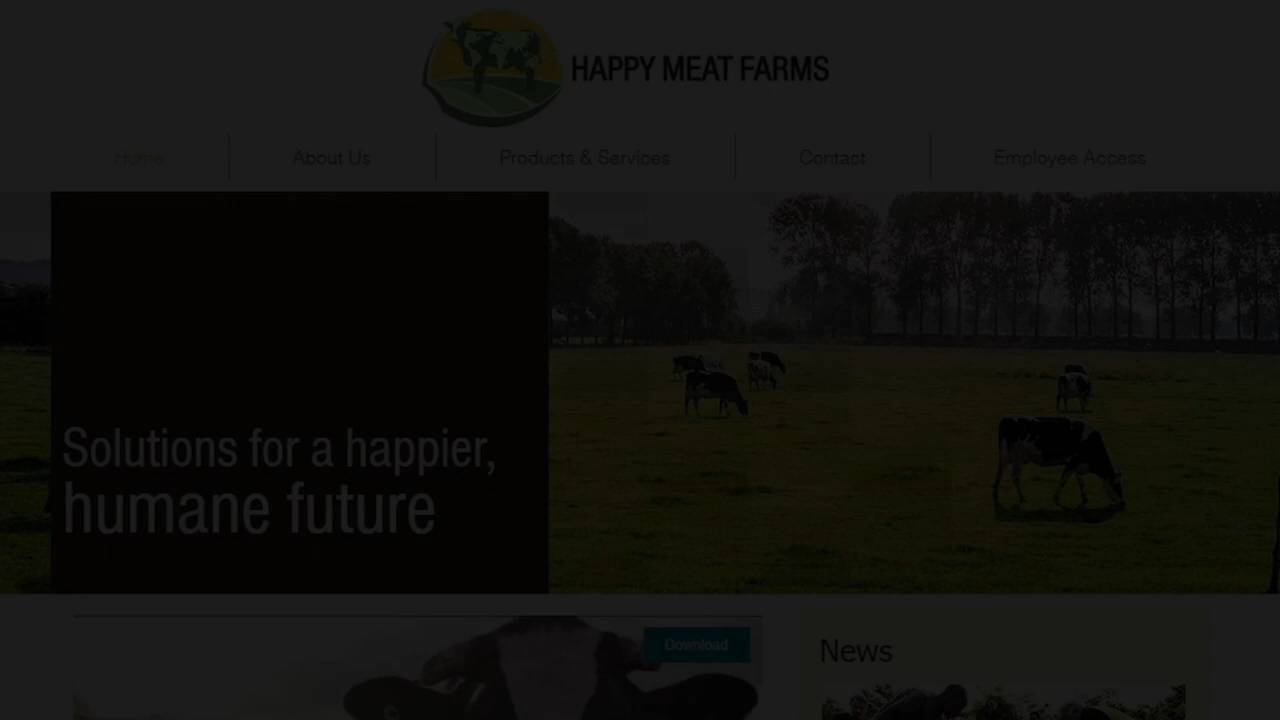 HAPPY MEAT FARMS
Home
About Us
Products & Services
Contact
Employee Access
Solutions for a happier,
humane future
Download
News